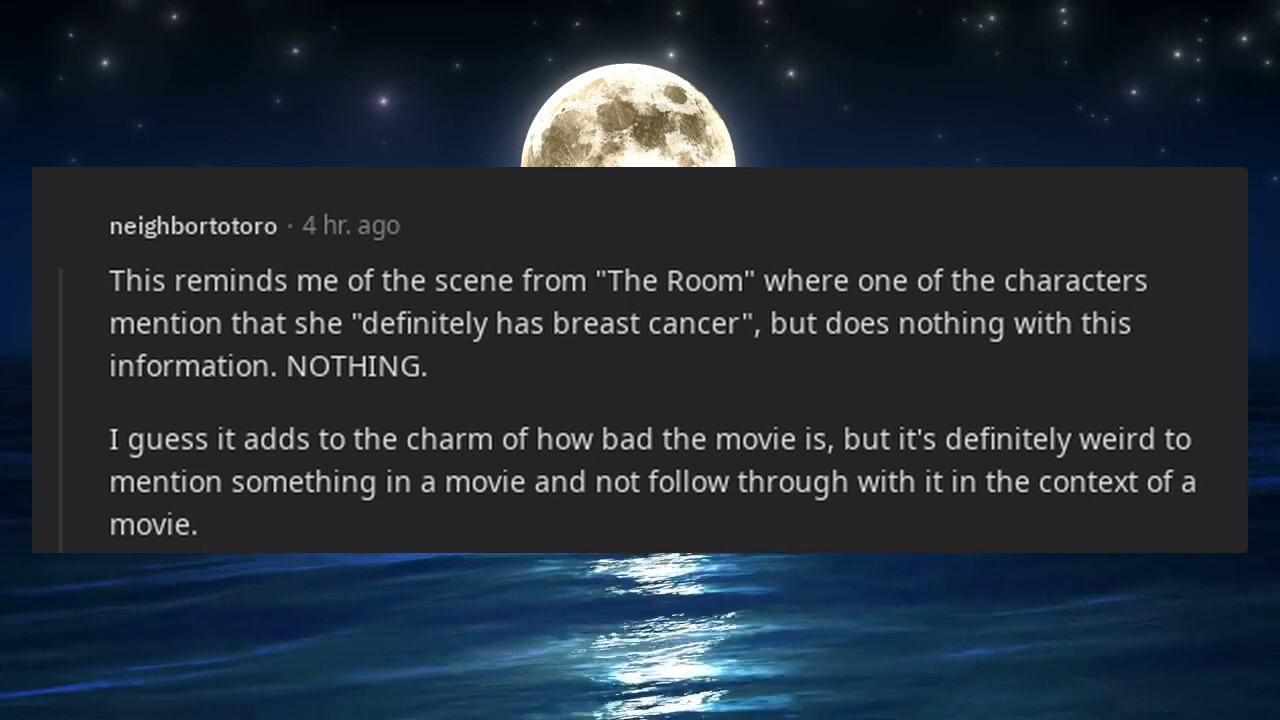 neighbortotoro · 4 hr. ago
This reminds me of the scene from "The Room" where one of the characters
mention that she "definitely has breast cancer", but does nothing with this
information. NOTHING.
I guess it adds to the charm of how bad the movie is, but it's definitely weird to
mention something in a movie and not follow through with it in the context of a
movie.